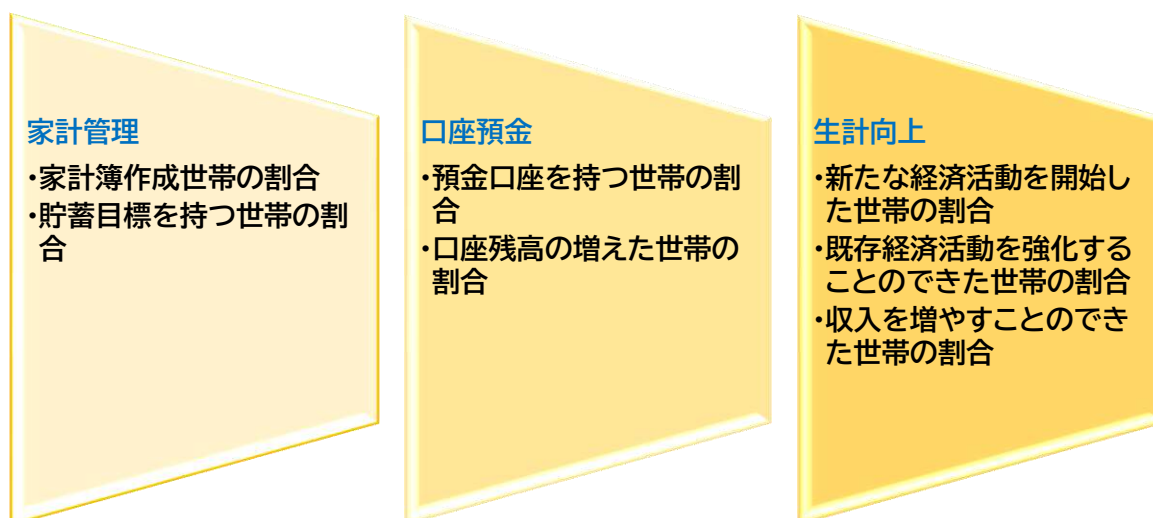 家計管理
・家計簿作成世帯の割合
・貯蓄目標を持つ世帯の割
合
口座預金
・預金口座を持つ世帯の割
合
・口座残高の増えた世帯の
割合
生計向上
・新たな経済活動を開始し
た世帯の割合
・既存経済活動を強化する
ことのできた世帯の割合
・収入を増やすことのでき
た世帯の割合